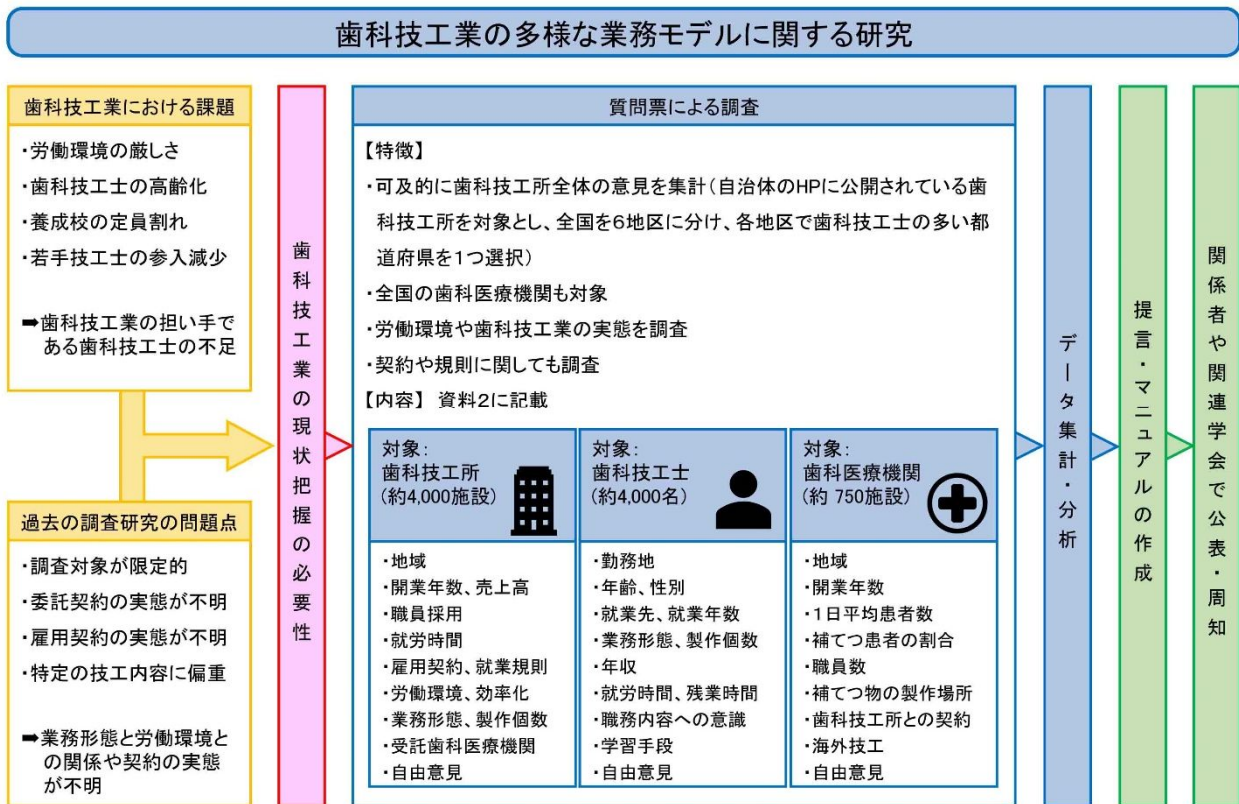 歯科技工業の多様な業務モデルに関する研究
歯科技工業における課題
・労働環境の厳しさ
・歯科技工士の高齢化
・養成校の定員割れ
・若手技工士の参入減少
➡歯科技工業の担い手で
ある歯科技工士の不足
過去の調査研究の問題点
・調査対象が限定的
・委託契約の実態が不明
・雇用契約の実態が不明
・特定の技工内容に偏重
➡業務形態と労働環境と
の関係や契約の実態
が不明
歯科技工業の現状把握の必要性
質問票による調査
【特徴】
・可及的に歯科技工所全体の意見を集計(自治体のHPに公開されている歯
科技工所を対象とし、全国を6地区に分け、各地区で歯科技工士の多い都
道府県を1つ選択)
・全国の歯科医療機関も対象
・労働環境や歯科技工業の実態を調査
・契約や規則に関しても調査
【内容】 資料2に記載
対象:
歯科技工所
(約4,000施設)
・地域
・開業年数、売上高
・職員採用
・就労時間
・雇用契約、就業規則
・労働環境、効率化
・業務形態、製作個数
・受託歯科医療機関
・自由意見
対象:
歯科技工士
(約4,000名)
・勤務地
・年齢、性別
・就業先、就業年数
・業務形態、製作個数
・年収
・就労時間、残業時間
・職務内容への意識
・学習手段
・自由意見
対象:
歯科医療機関
(約 750施設)
・地域
・開業年数
・1日平均患者数
・補てつ患者の割合
・職員数
・補てつ物の製作場所
・歯科技工所との契約
・海外技工
・自由意見
データ集計・分析
提言・マニュアルの作成
関係者や関連学会で公表・周知